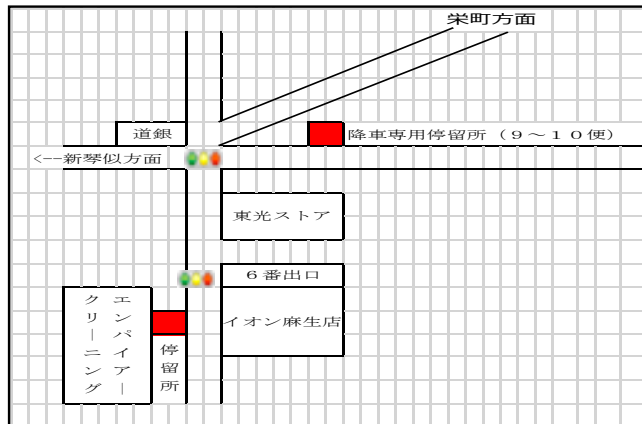 栄町方面
道銀
降車専用停留所（９～１０便）
<--新琴似方面
東光ストア
６番出口
イオン麻生店
エンパイアー
クリーニング
停留所